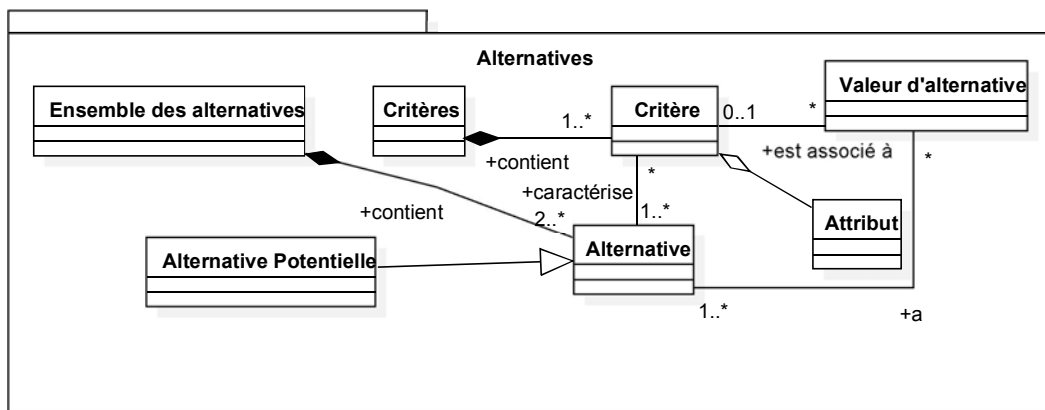 Alternatives
Ensemble des alternatives
Critères
Critère
Valeur d'alternative
1..*
0..1
*
+contient
+est associé à
*
*
+caractérise
+contient
1..*
2..*
Attribut
Alternative
Alternative Potentielle
1..*
+a